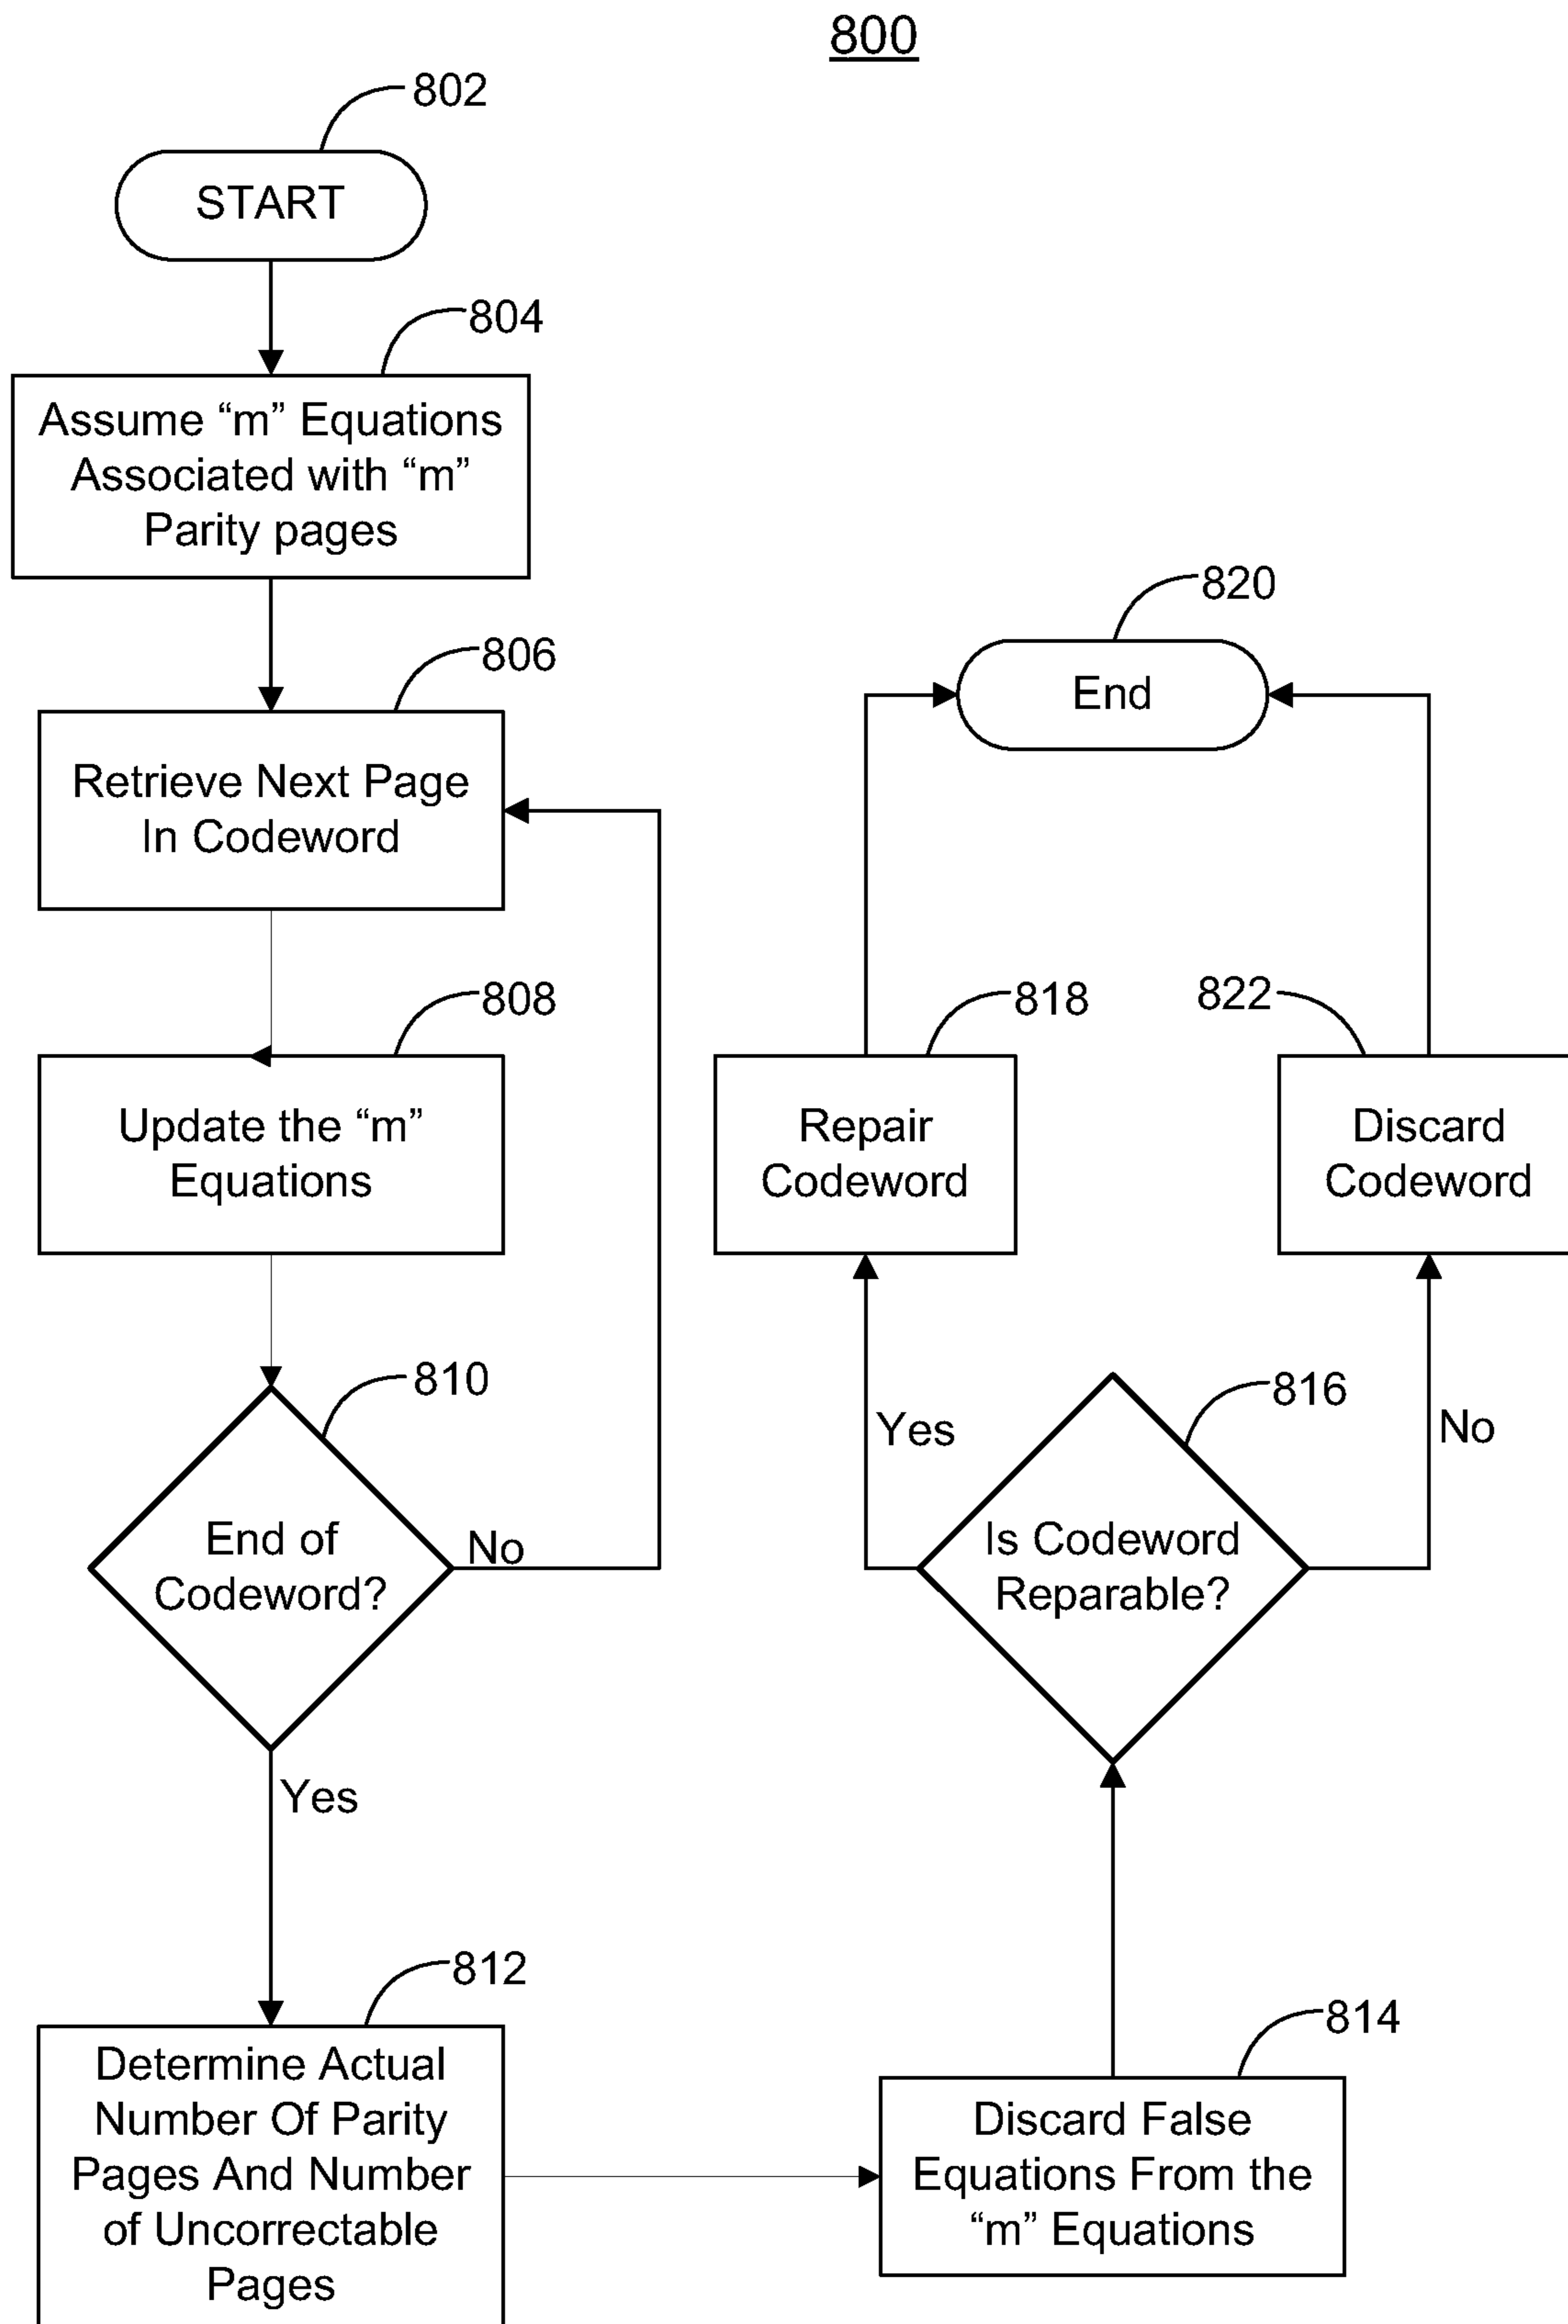 800
802
START
804
Assume “m” Equations
Associated with “m”
Parity pages
806
Retrieve Next Page
In Codeword
808
Update the “m”
Equations
810
End of
Codeword?
No
Yes
812
Determine Actual
Number Of Parity
Pages And Number
of Uncorrectable
Pages
814
Discard False
Equations From the
“m” Equations
816
Is Codeword
Reparable?
Yes
No
818
Repair
Codeword
822
Discard
Codeword
820
End